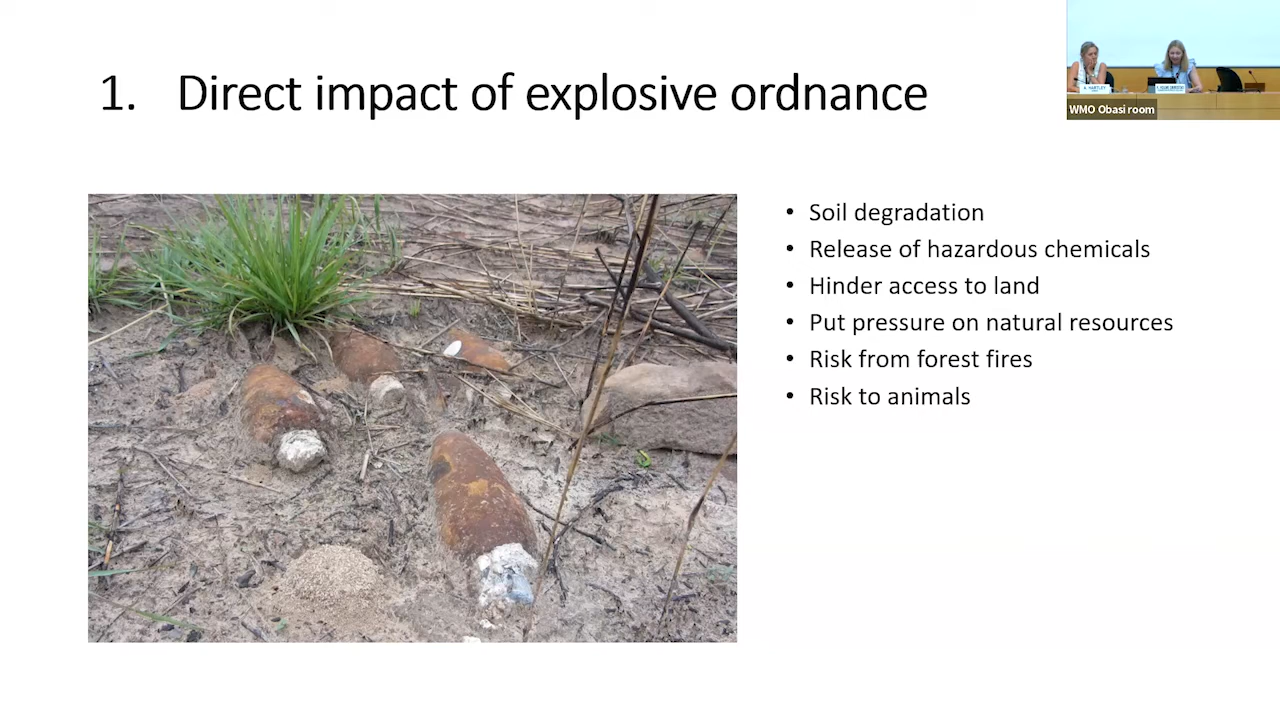 1. Direct impact of explosive ordnance
A. HARTLEY
WMO Obasi room
• Soil degradation
• Release of hazardous chemicals
• Hinder access to land
• Put pressure on natural resources
• Risk from forest fires
• Risk to animals